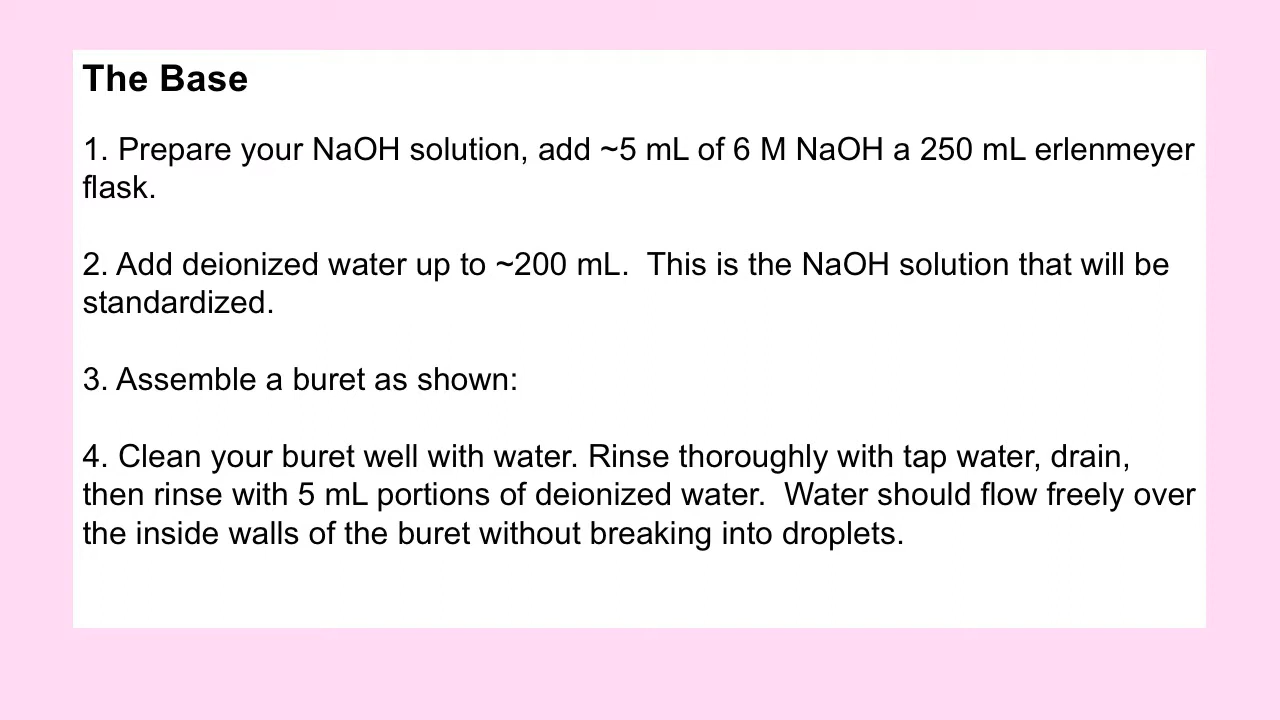 The Base
1. Prepare your NaOH solution, add ~5 mL of 6 M NaOH a 250 mL erlenmeyer
flask.
2. Add deionized water up to ~200 mL.  This is the NaOH solution that will be
standardized.
3. Assemble a buret as shown:
4. Clean your buret well with water. Rinse thoroughly with tap water, drain,
then rinse with 5 mL portions of deionized water.  Water should flow freely over
the inside walls of the buret without breaking into droplets.